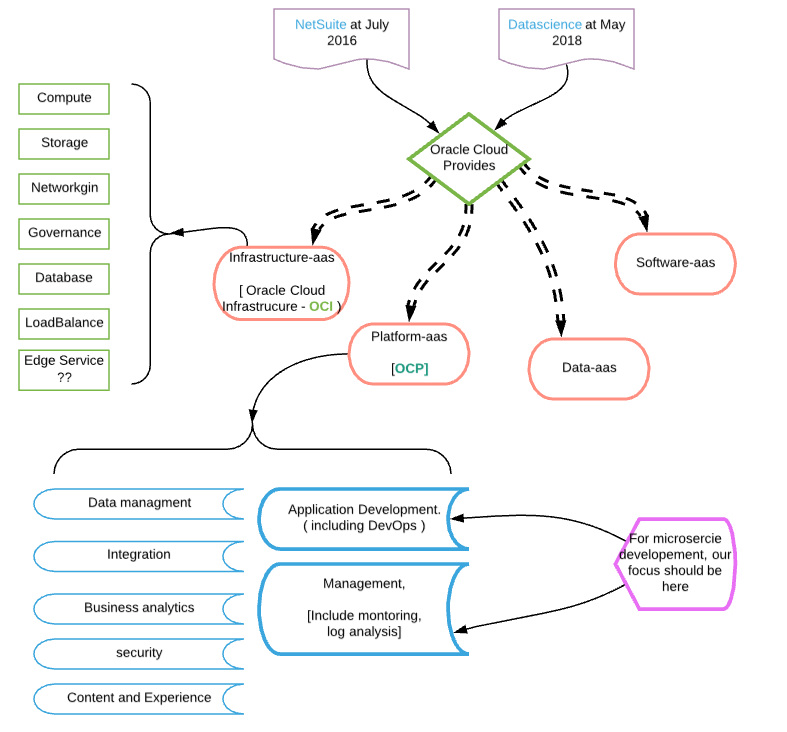 NetSuite at July
2016
Datascience at May
2018
Compute
Storage
Networkgin
Governance
Database
LoadBalance
Edge Service
??
Oracle Cloud
Provides
Infrastructure-aas
[ Oracle Cloud
Infrastrucure - OCI )
Platform-aas
[OCP]
Data-aas
Software-aas
Data managment
Integration
Business analytics
security
Content and Experience
Application Development.
( including DevOps )
Management,
[Include montoring,
log analysis]
For microsercie
developement, our
focus should be
here